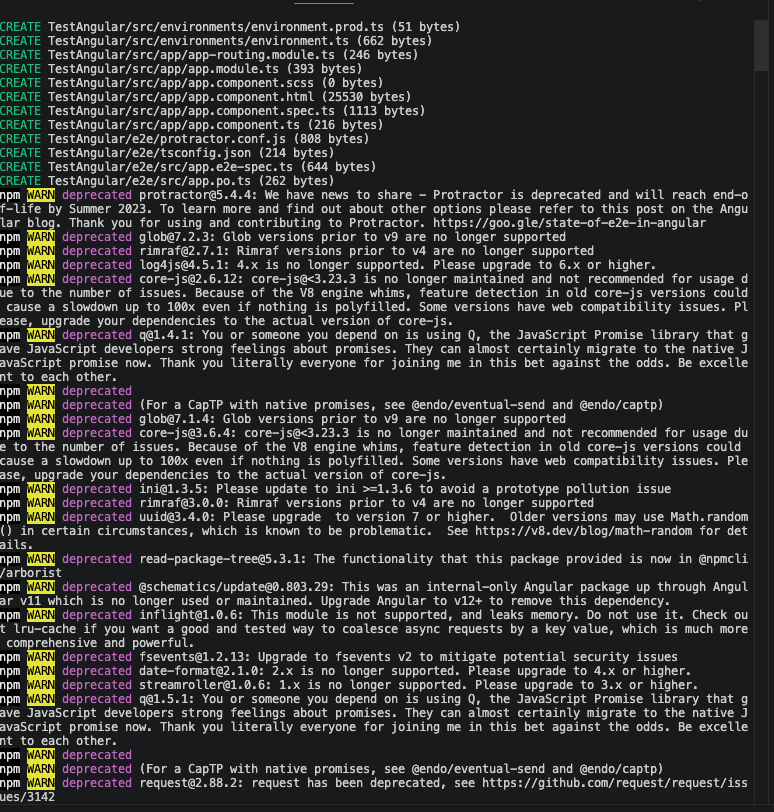 CREATE TestAngular/src/environments/environment.prod.ts (51 bytes)
CREATE TestAngular/src/environments/environment.ts (662 bytes)
CREATE TestAngular/src/app/app-routing.module.ts (246 bytes)
CREATE TestAngular/src/app/app.module.ts (393 bytes)
CREATE TestAngular/src/app/app.component.scss (0 bytes)
CREATE TestAngular/src/app/app.component.html (25530 bytes)
CREATE TestAngular/src/app/app.component.spec.ts (1113 bytes)
CREATE TestAngular/src/app/app.component.ts (216 bytes)
CREATE TestAngular/e2e/protractor.conf.js (808 bytes)
CREATE TestAngular/e2e/tsconfig.json (214 bytes)
CREATE TestAngular/e2e/src/app.e2e-spec.ts (644 bytes)
CREATE TestAngular/e2e/src/app.po.ts (262 bytes)
npm WARN deprecated protractor@5.4.4: We have news to share - Protractor is deprecated and will reach end-o
f-life by Summer 2023. To learn more and find out about other options please refer to this post on the Angu
lar blog. Thank you for using and contributing to Protractor. https://goo.gle/state-of-e2e-in-angular
npm WARN deprecated glob@7.2.3: Glob versions prior to v9 are no longer supported
npm WARN deprecated rimraf@2.7.1: Rimraf versions prior to v4 are no longer supported
npm WARN deprecated log4js@4.5.1: 4.x is no longer supported. Please upgrade to 6.x or higher.
npm WARN deprecated core-js@2.6.12: core-js@<3.23.3 is no longer maintained and not recommended for usage d
ue to the number of issues. Because of the V8 engine whims, feature detection in old core-js versions could
 cause a slowdown up to 100x even if nothing is polyfilled. Some versions have web compatibility issues. Pl
ease, upgrade your dependencies to the actual version of core-js.
npm WARN deprecated q@1.4.1: You or someone you depend on is using Q, the JavaScript Promise library that g
ave JavaScript developers strong feelings about promises. They can almost certainly migrate to the native J
avaScript promise now. Thank you literally everyone for joining me in this bet against the odds. Be excelle
nt to each other.
npm WARN deprecated
npm WARN deprecated (For a CapTP with native promises, see @endo/eventual-send and @endo/captp)
npm WARN deprecated glob@7.1.4: Glob versions prior to v9 are no longer supported
npm WARN deprecated core-js@3.6.4: core-js@<3.23.3 is no longer maintained and not recommended for usage du
e to the number of issues. Because of the V8 engine whims, feature detection in old core-js versions could
cause a slowdown up to 100x even if nothing is polyfilled. Some versions have web compatibility issues. Ple
ase, upgrade your dependencies to the actual version of core-js.
npm WARN deprecated ini@1.3.5: Please update to ini >=1.3.6 to avoid a prototype pollution issue
npm WARN deprecated rimraf@3.0.0: Rimraf versions prior to v4 are no longer supported
npm WARN deprecated uuid@3.4.0: Please upgrade  to version 7 or higher.  Older versions may use Math.random
() in certain circumstances, which is known to be problematic.  See https://v8.dev/blog/math-random for det
ails.
npm WARN deprecated read-package-tree@5.3.1: The functionality that this package provided is now in @npmcli
/arborist
npm WARN deprecated @schematics/update@0.803.29: This was an internal-only Angular package up through Angul
ar v11 which is no longer used or maintained. Upgrade Angular to v12+ to remove this dependency.
npm WARN deprecated inflight@1.0.6: This module is not supported, and leaks memory. Do not use it. Check ou
t lru-cache if you want a good and tested way to coalesce async requests by a key value, which is much more
 comprehensive and powerful.
npm WARN deprecated fsevents@1.2.13: Upgrade to fsevents v2 to mitigate potential security issues
npm WARN deprecated date-format@2.1.0: 2.x is no longer supported. Please upgrade to 4.x or higher.
npm WARN deprecated streamroller@1.0.6: 1.x is no longer supported. Please upgrade to 3.x or higher.
npm WARN deprecated q@1.5.1: You or someone you depend on is using Q, the JavaScript Promise library that g
ave JavaScript developers strong feelings about promises. They can almost certainly migrate to the native J
avaScript promise now. Thank you literally everyone for joining me in this bet against the odds. Be excelle
nt to each other.
npm WARN deprecated
npm WARN deprecated (For a CapTP with native promises, see @endo/eventual-send and @endo/captp)
npm WARN deprecated request@2.88.2: request has been deprecated, see https://github.com/request/request/iss
ues/3142